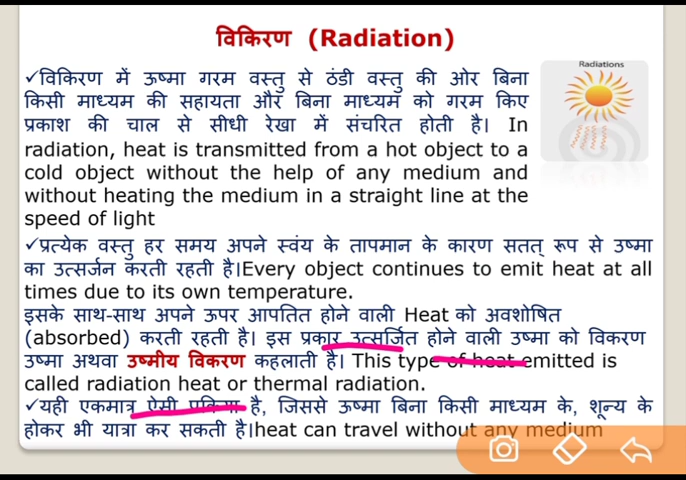 विकिरण (Radiation)
Radiations
✓विकिरण में ऊष्मा गरम वस्तु से ठंडी वस्तु की ओर बिना
किसी माध्यम की सहायता और बिना माध्यम को गरम किए
प्रकाश की चाल से सीधी रेखा में संचरित होती है। In
radiation, heat is transmitted from a hot object to a
cold object without the help of any medium and
without heating the medium in a straight line at the
speed of light
✓प्रत्येक वस्तु हर समय अपने स्वंय के तापमान के कारण सतत् रूप से उष्मा
का उत्सर्जन करती रहती है।Every object continues to emit heat at all
times due to its own temperature.
इसके साथ-साथ अपने ऊपर आपतित होने वाली Heat को अवशोषित
(absorbed) करती रहती है। इस प्रकार उत्सर्जित होने वाली उष्मा को विकरण
उष्मा अथवा उष्मीय विकरण कहलाती है। This type of heat emitted is
called radiation heat or thermal radiation.
✓यही एकमात्र ऐसी प्रक्रिया है, जिससे ऊष्मा बिना किसी माध्यम के, शून्य के
होकर भी यात्रा कर सकती है।heat can travel without any medium